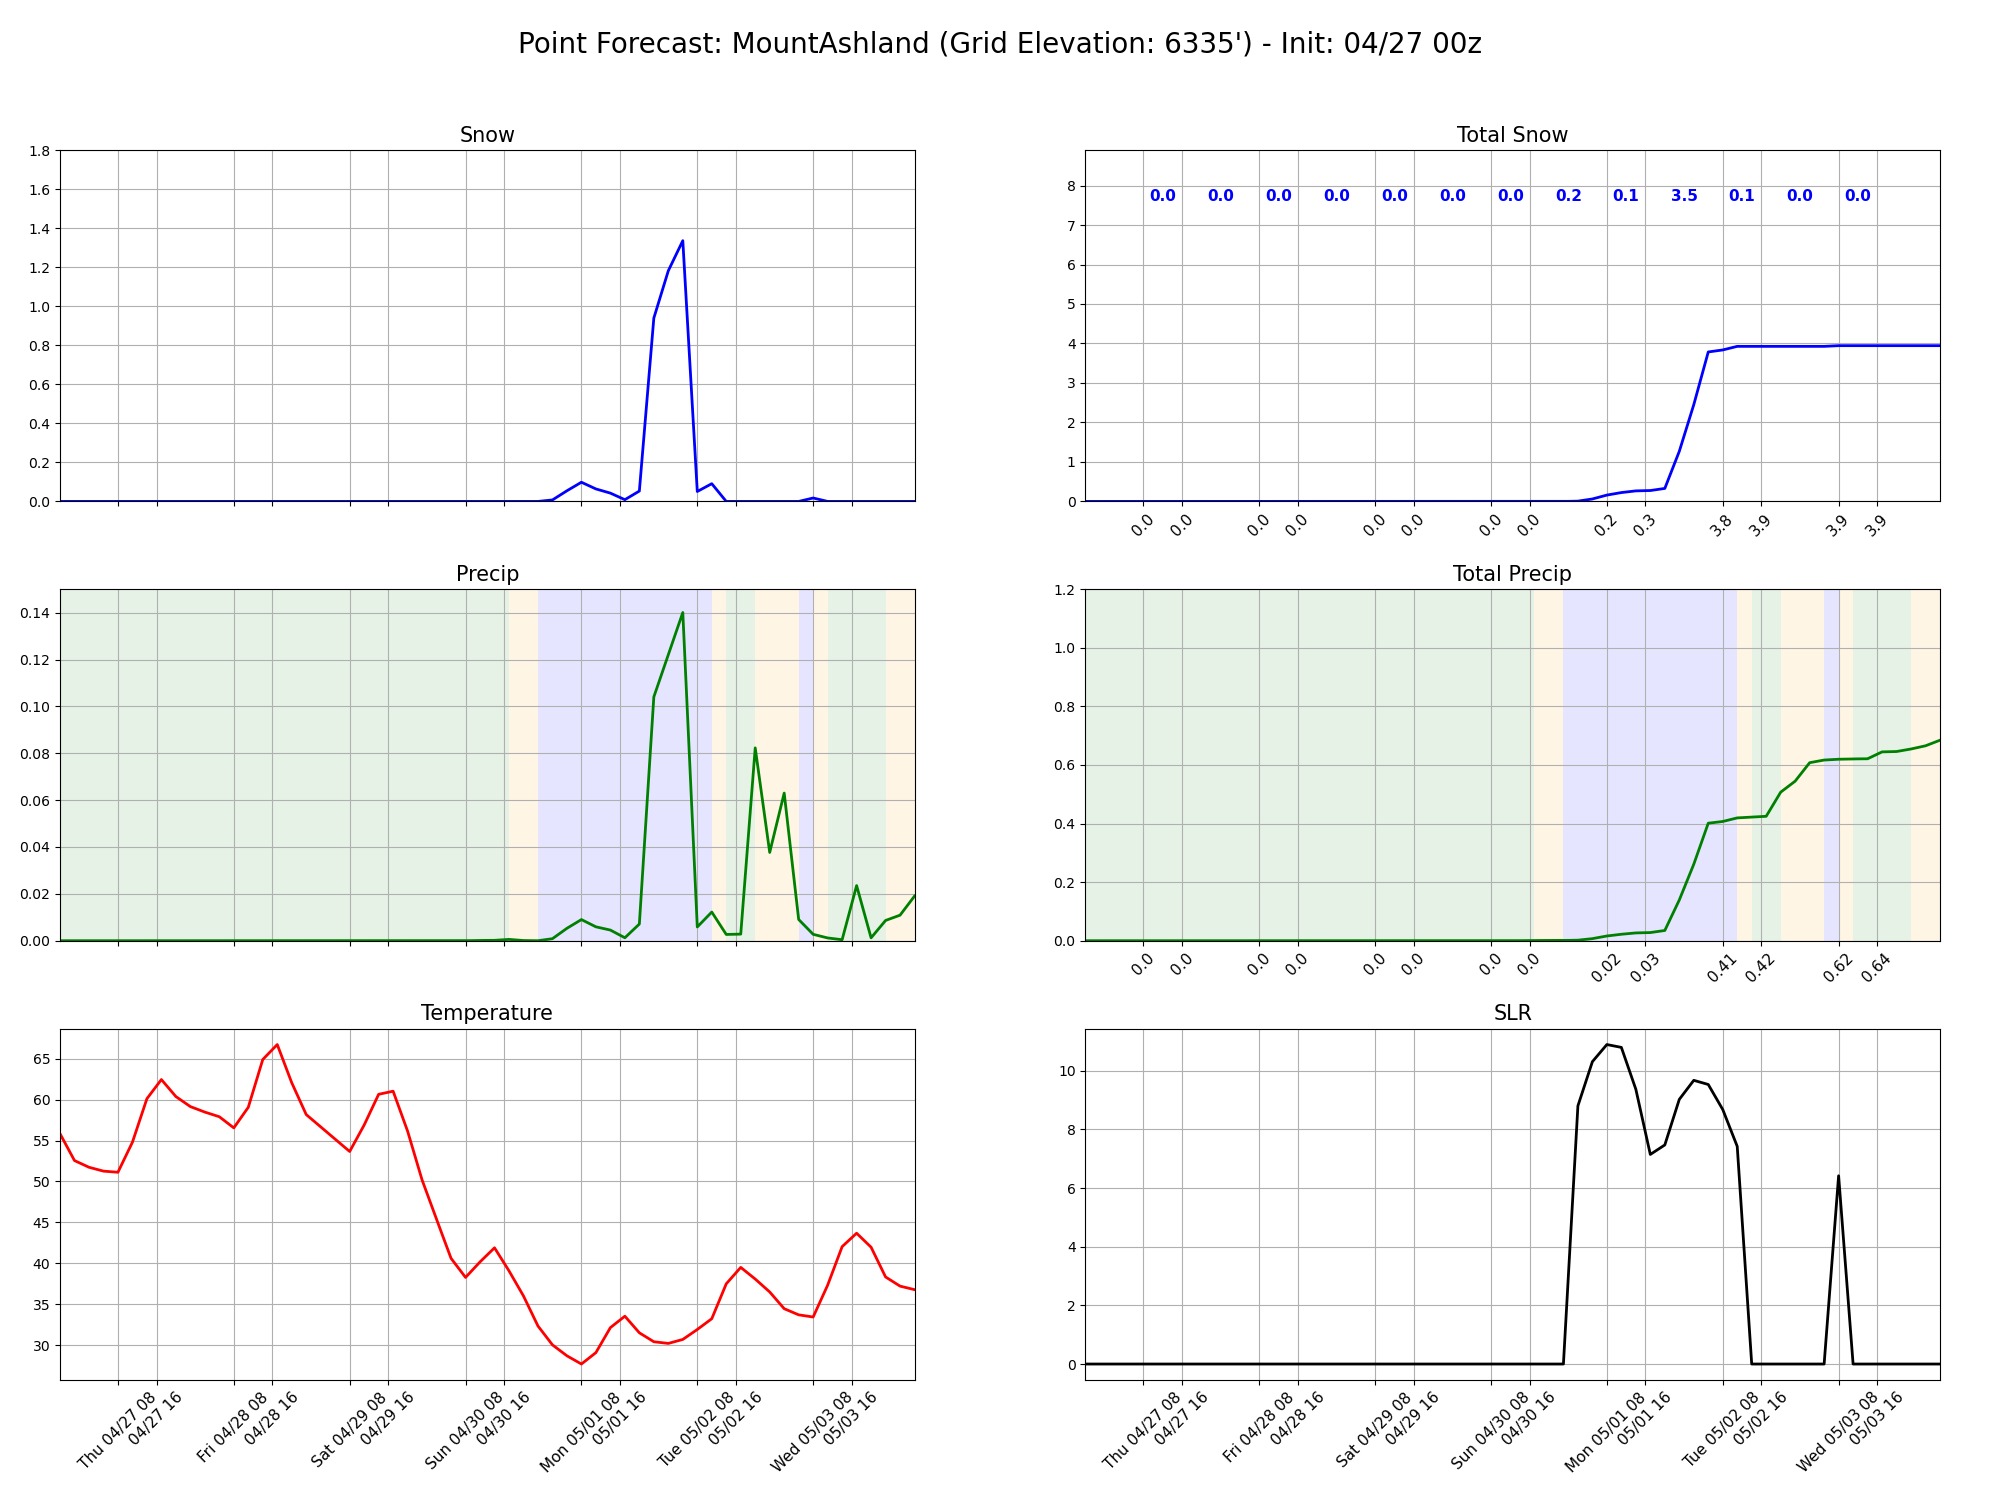 Point Forecast: MountAshland (Grid Elevation: 6335') - Init: 04/27 00z
Snow
1.8
1.6
1.4
1.2
1.0
0.8
0.6
0.4
0.2
0.0
Total Snow
8
7
6
5
4
3
2
1
0
0.0 0.0 0.0 0.0 0.0 0.0 0.0 0.2 0.1 3.5 0.1 0.0 0.0
0.0 0.0 0.0 0.0 0.0 0.0 0.0 0.0 0.2 0.3 3.8 3.9 3.9 3.9
Precip
0.14
0.12
0.10
0.08
0.06
0.04
0.02
0.00
Total Precip
1.2
1.0
0.8
0.6
0.4
0.2
0.0
0.0 0.0 0.0 0.0 0.0 0.0 0.0 0.0 0.02 0.03 0.41 0.42 0.62 0.64
Temperature
65
60
55
50
45
40
35
30
Thu 04/27 08
04/27 16
Fri 04/28 08
04/28 16
Sat 04/29 08
04/29 16
Sun 04/30 08
04/30 16
Mon 05/01 08
05/01 16
Tue 05/02 08
05/02 16
Wed 05/03 08
05/03 16
SLR
10
8
6
4
2
0
Thu 04/27 08
04/27 16
Fri 04/28 08
04/28 16
Sat 04/29 08
04/29 16
Sun 04/30 08
04/30 16
Mon 05/01 08
05/01 16
Tue 05/02 08
05/02 16
Wed 05/03 08
05/03 16